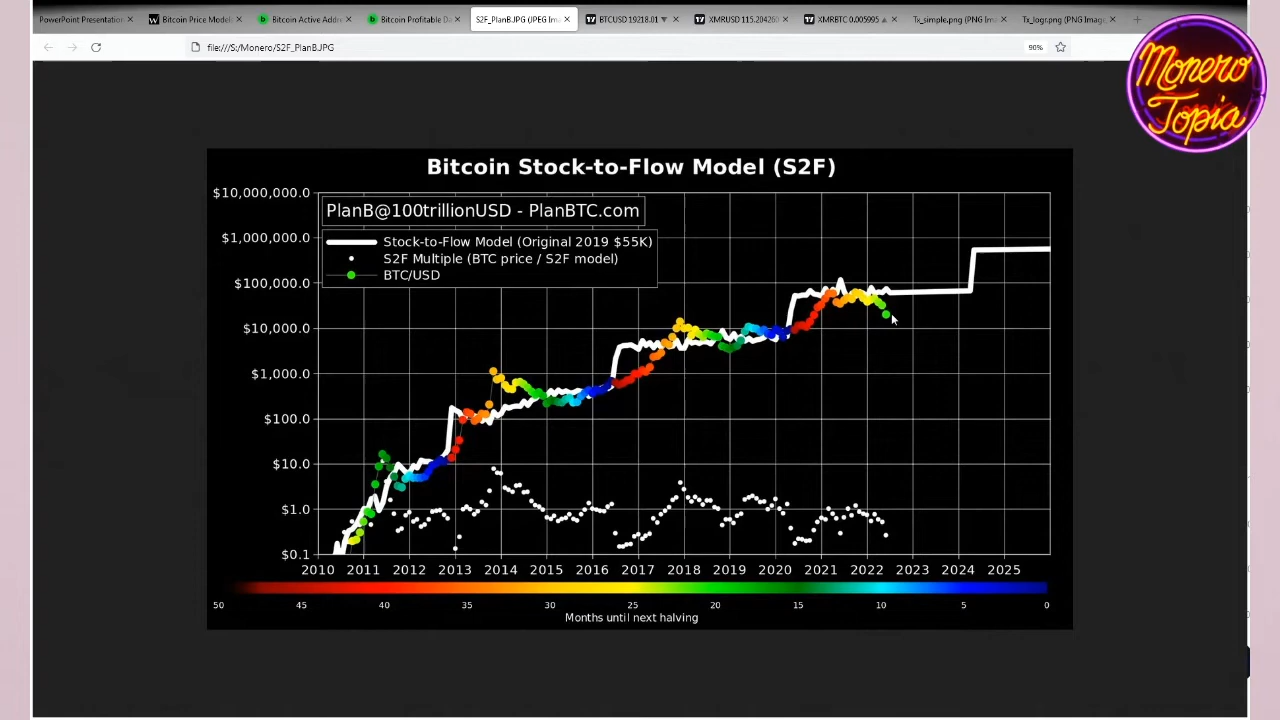 PowerPoint Presentation
Bitcoin Price Model
Bitcoin Active Addr
Bitcoin Profitable Da
S2F_PlanB.JPG (JPEG Im
BTCUSD 19218.01
XMRUSD 115.204260
XMRBTC 0.005995
Tx_simple.png (PNG Ima
Tx_logr.png (PNG Image,
file:///S:/Monero/S2F_PlanB.JPG
90%
Monero
Topia
Bitcoin Stock-to-Flow Model (S2F)
$10,000,000.0
PlanB@100trillionUSD - PlanBTC.com
$1,000,000.0
Stock-to-Flow Model (Original 2019 $55K)
S2F Multiple (BTC price / S2F model)
BTC/USD
$100,000.0
$10,000.0
$1,000.0
$100.0
$10.0
$1.0
$0.1
2010 2011 2012 2013 2014 2015 2016 2017 2018 2019 2020 2021 2022 2023 2024 2025
50 45 40 35 30 25 20 15 10 5 0
Months until next halving